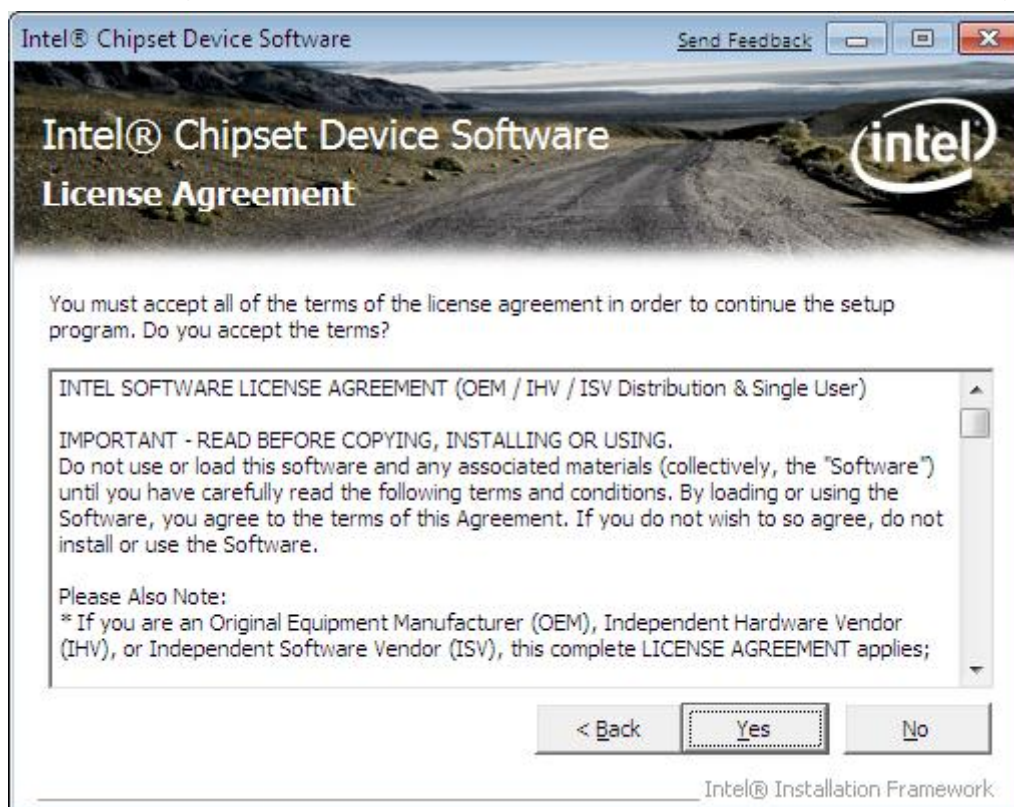 Intel® Chipset Device Software
Send Feedback
Intel® Chipset Device Software
intel
License Agreement
You must accept all of the terms of the license agreement in order to continue the setup
program. Do you accept the terms?
INTEL SOFTWARE LICENSE AGREEMENT (OEM / IHV / ISV Distribution & Single User)
IMPORTANT - READ BEFORE COPYING, INSTALLING OR USING.
Do not use or load this software and any associated materials (collectively, the "Software")
until you have carefully read the following terms and conditions. By loading or using the
Software, you agree to the terms of this Agreement. If you do not wish to so agree, do not
install or use the Software.
Please Also Note:
* If you are an Original Equipment Manufacturer (OEM), Independent Hardware Vendor
(IHV), or Independent Software Vendor (ISV), this complete LICENSE AGREEMENT applies;
< Back
Yes
No
Intel® Installation Framework